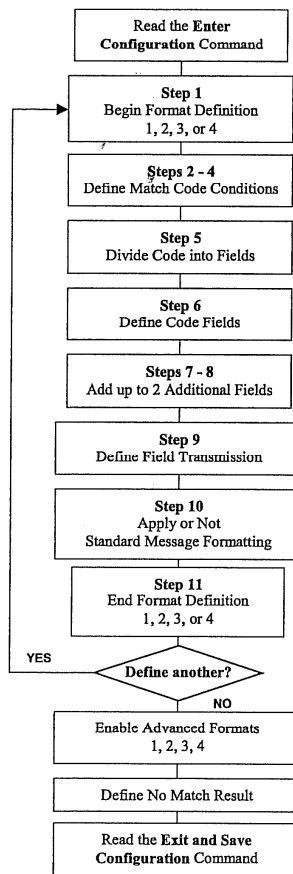 Read the Enter
Configuration Command
Step 1
Begin Format Definition
1, 2, 3, or 4
Steps 2 - 4
Define Match Code Conditions
Step 5
Divide Code into Fields
Step 6
Define Code Fields
Steps 7 - 8
Add up to 2 Additional Fields
Step 9
Define Field Transmission
Step 10
Apply or Not
Standard Message Formatting
Step 11
End Format Definition
1, 2, 3, or 4
YES
Define another?
NO
Enable Advanced Formats
1, 2, 3, 4
Define No Match Result
Read the Exit and Save
Configuration Command